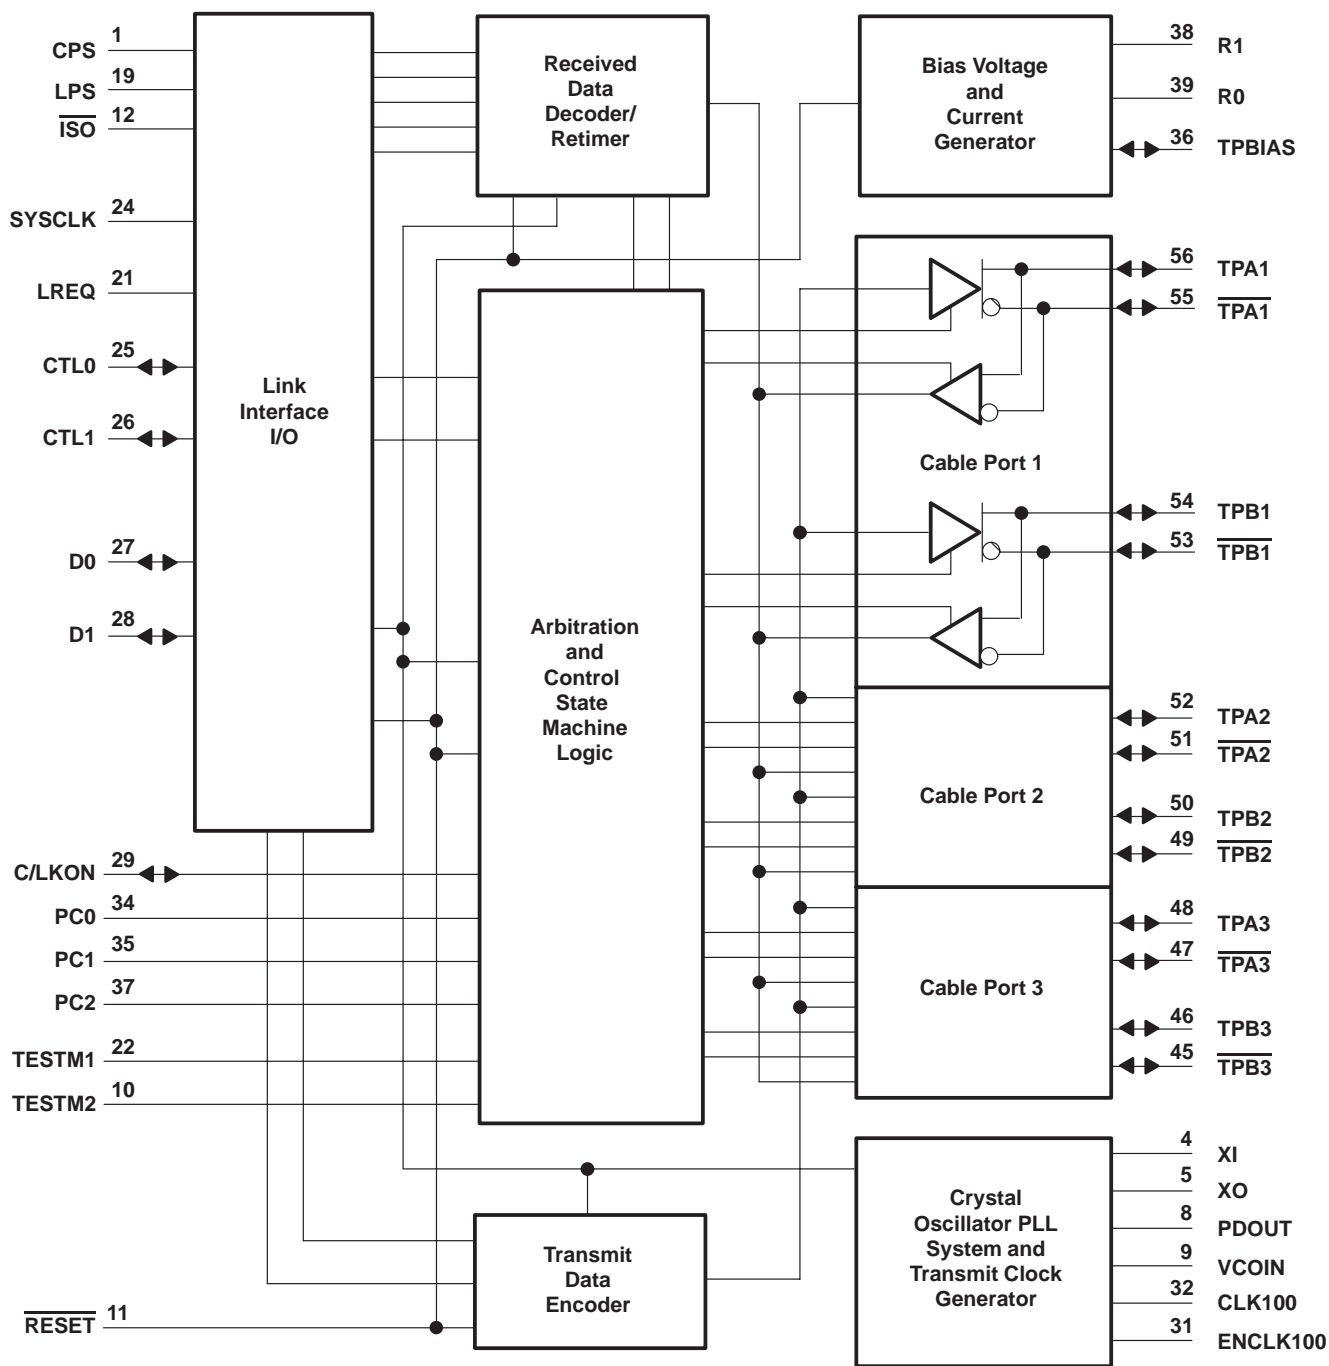 CPS 1
LPS 19
ISO 12
SYSCLK 24
LREQ 21
CTL0 25
CTL1 26
D0 27
D1 28
C/LKON 29
PC0 34
PC1 35
PC2 37
TESTM1 22
TESTM2 10
RESET 11
Link
Interface
I/O
Received
Data
Decoder/
Retimer
Arbitration
and
Control
State
Machine
Logic
Transmit
Data
Encoder
Bias Voltage
and
Current
Generator
38 R1
39 R0
36 TPBIAS
Cable Port 1
56 TPA1
55 TPA1
54 TPB1
53 TPB1
Cable Port 2
52 TPA2
51 TPA2
50 TPB2
49 TPB2
Cable Port 3
48 TPA3
47 TPA3
46 TPB3
45 TPB3
Crystal
Oscillator PLL
System and
Transmit Clock
Generator
4 XI
5 XO
8 PDOUT
9 VCOIN
32 CLK100
31 ENCLK100